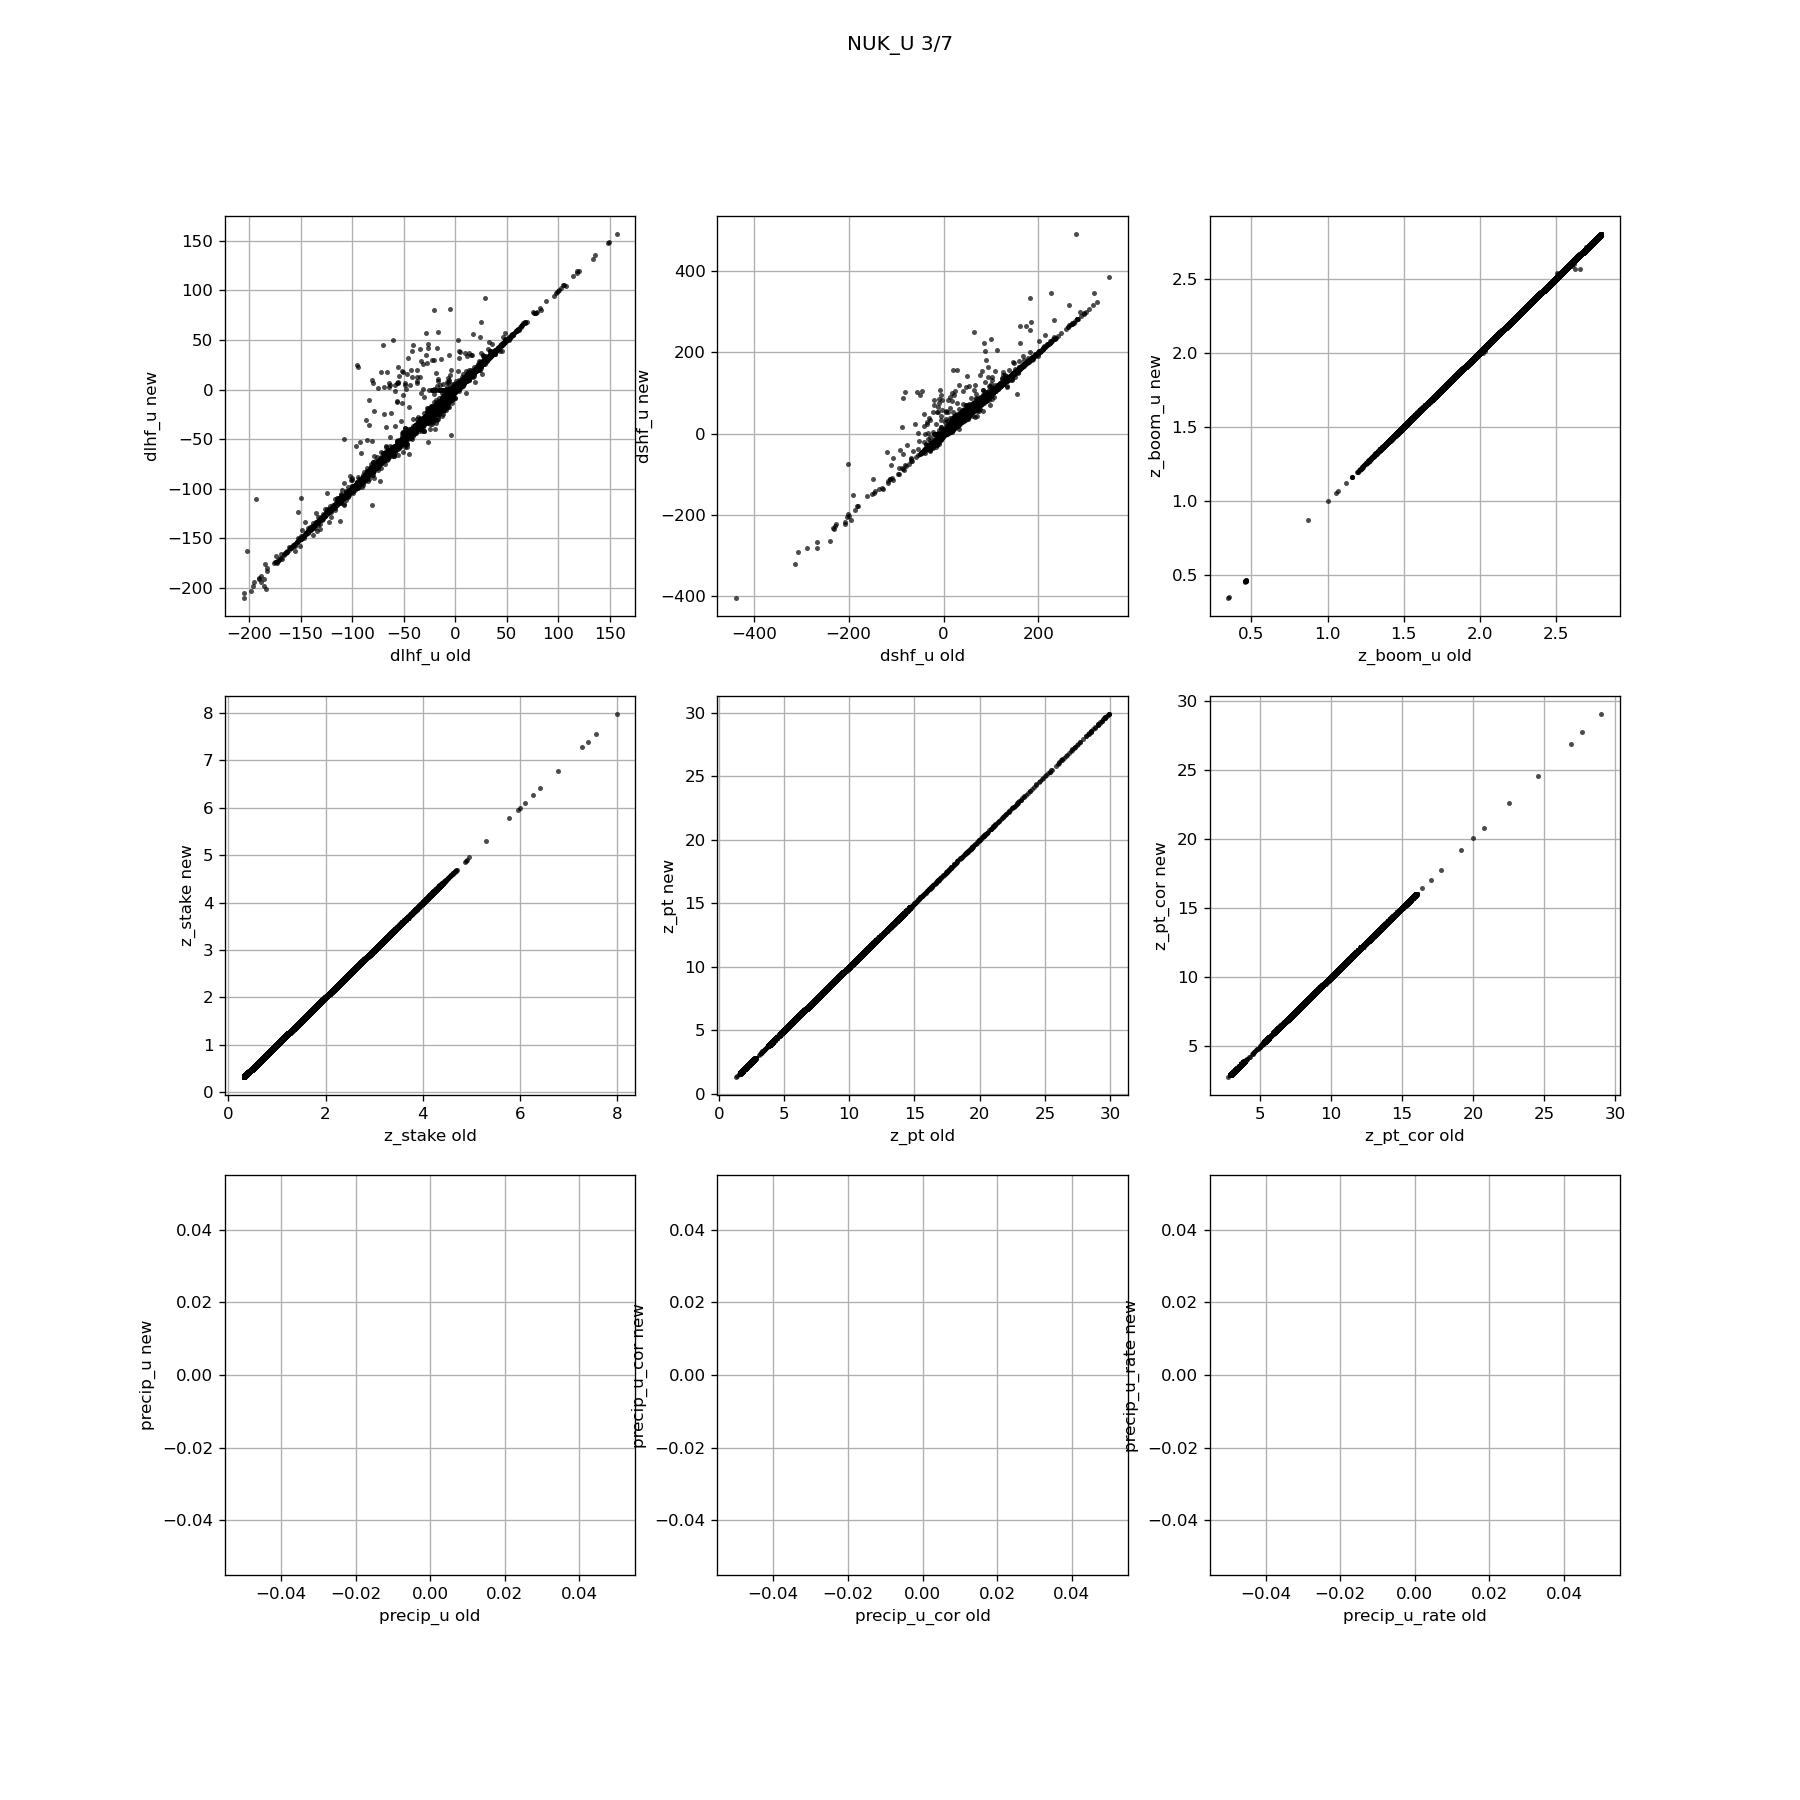 NUK_U 3/7
150
100
50
0
−50
−100
−150
−200
dlhf_u new
−200 −150 −100 −50 0 50 100 150
dlhf_u old
400
200
0
−200
−400
dshf_u new
−400 −200 0 200
dshf_u old
2.5
2.0
1.5
1.0
0.5
z_boom_u new
0.5 1.0 1.5 2.0 2.5
z_boom_u old
8
7
6
5
4
3
2
1
0
z_stake new
0 2 4 6 8
z_stake old
30
25
20
15
10
5
0
z_pt new
0 5 10 15 20 25 30
z_pt old
30
25
20
15
10
5
z_pt_cor new
5 10 15 20 25 30
z_pt_cor old
0.04
0.02
0.00
−0.02
−0.04
precip_u new
−0.04 −0.02 0.00 0.02 0.04
precip_u old
0.04
0.02
0.00
−0.02
−0.04
precip_u_cor new
−0.04 −0.02 0.00 0.02 0.04
precip_u_cor old
0.04
0.02
0.00
−0.02
−0.04
precip_u_rate new
−0.04 −0.02 0.00 0.02 0.04
precip_u_rate old